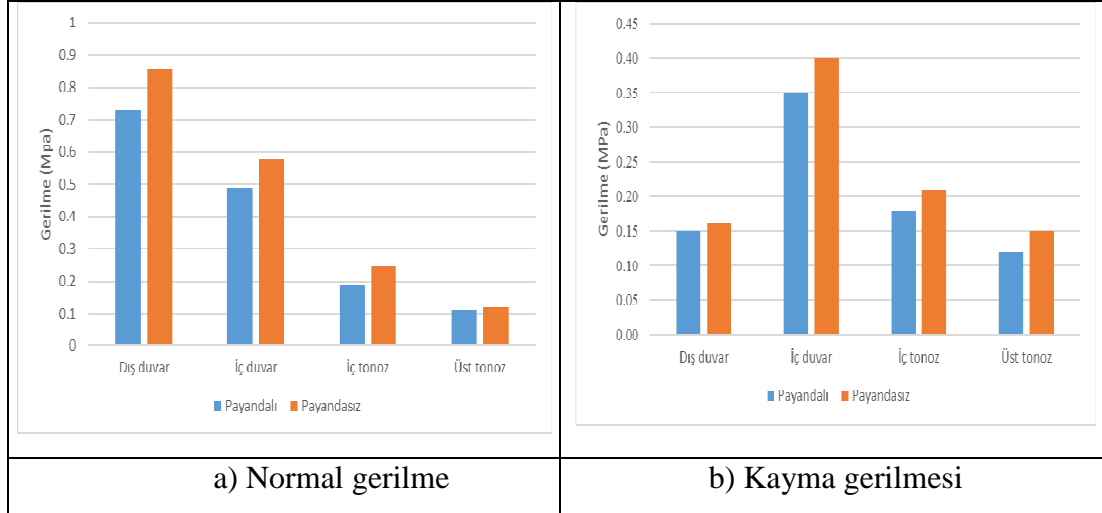 1
0.9
0.8
0.7
0.6
0.5
0.4
0.3
0.2
0.1
0
Gerilme (Mpa)
Dış duvar İç duvar İç tonoz Üst tonoz
Payandalı Payandasız
0.45
0.40
0.35
0.30
0.25
0.20
0.15
0.10
0.05
0.00
Gerilme (MPa)
Dış duvar İç duvar İç tonoz Üst tonoz
Payandalı Payandasız
a) Normal gerilme
b) Kayma gerilmesi